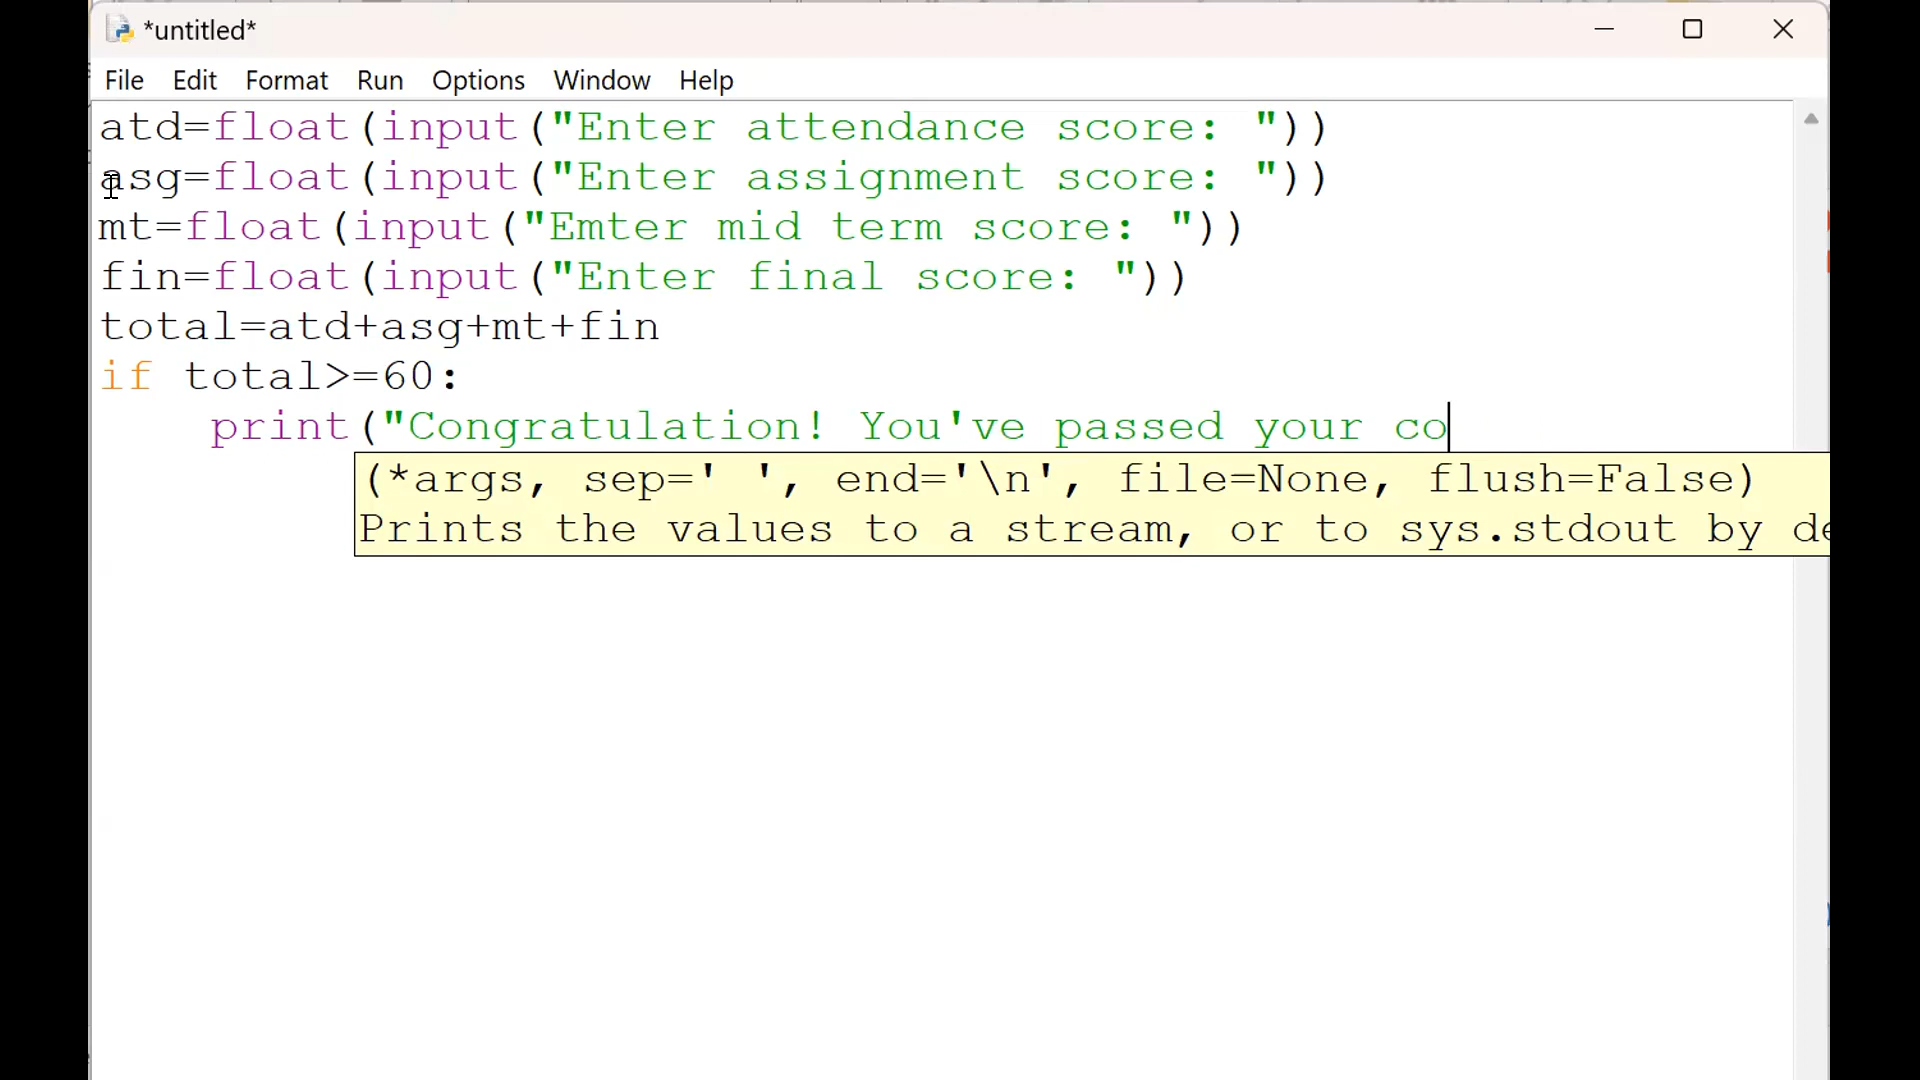 *untitled*
File Edit Format Run Options Window Help
atd=float(input("Enter attendance score: "))
asg=float(input("Enter assignment score: "))
mt=float(input("Emter mid term score: "))
fin=float(input("Enter final score: "))
total=atd+asg+mt+fin
if total>=60:
    print("Congratulation! You've passed your co
(*args, sep=' ', end='\n', file=None, flush=False)
Prints the values to a stream, or to sys.stdout by de